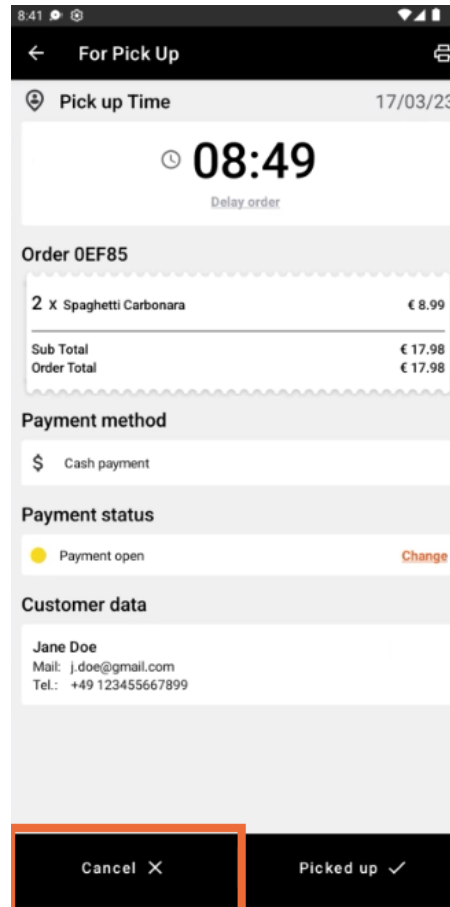 8:41
For Pick Up
Pick up Time 17/03/23
08:49
Delay order
Order 0EF85
2 x Spaghetti Carbonara € 8.99
Sub Total € 17.98
Order Total € 17.98
Payment method
$ Cash payment
Payment status
Payment open Change
Customer data
Jane Doe
Mail: j.doe@gmail.com
Tel.: +49 123455667899
Cancel Picked up